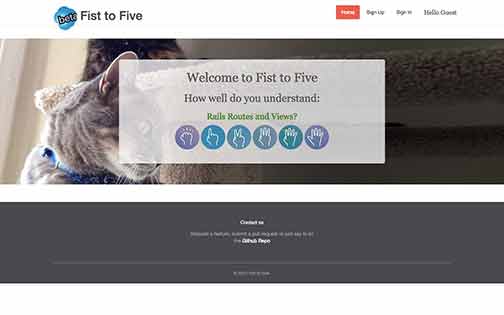 beta Fist to Five
Home Sign Up Sign In Hello Guest
Welcome to Fist to Five
How well do you understand:
Rails Routes and Views?
Contact us
Request a feature, submit a pull request or just say hi at
the Github Repo